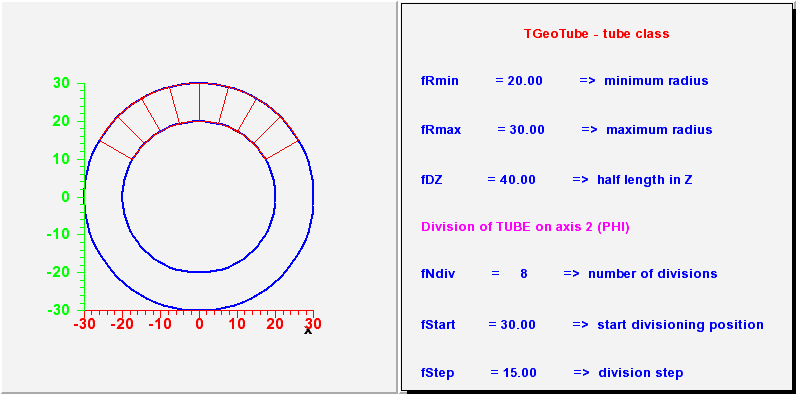 30
20
10
0
-10
-20
-30
-30 -20 -10 0 10 20 30
x
TGeoTube - tube class
fRmin = 20.00 => minimum radius
fRmax = 30.00 => maximum radius
fDZ = 40.00 => half length in Z
Division of TUBE on axis 2 (PHI)
fNdiv = 8 => number of divisions
fStart = 30.00 => start divisioning position
fStep = 15.00 => division step